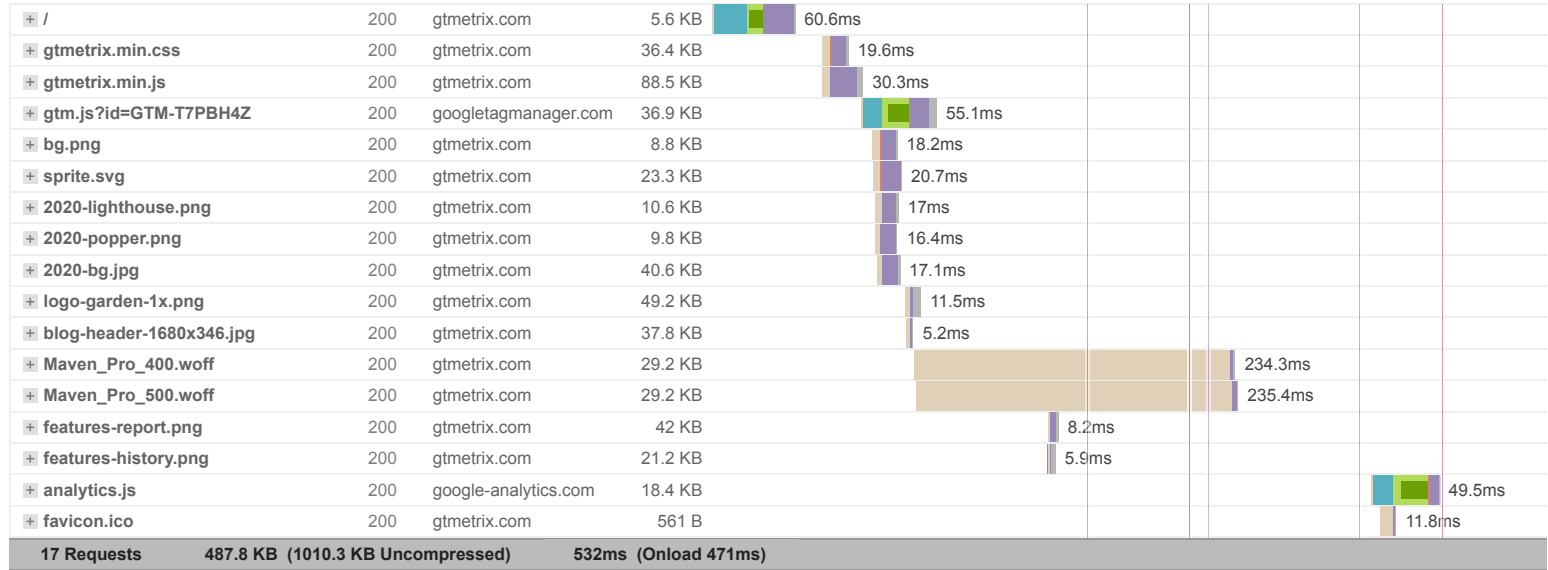 + / 200 gtmetrix.com 5.6 KB 60.6ms
+ gtmetrix.min.css 200 gtmetrix.com 36.4 KB 19.6ms
+ gtmetrix.min.js 200 gtmetrix.com 88.5 KB 30.3ms
+ gtm.js?id=GTM-T7PBH4Z 200 googletagmanager.com 36.9 KB 55.1ms
+ bg.png 200 gtmetrix.com 8.8 KB 18.2ms
+ sprite.svg 200 gtmetrix.com 23.3 KB 20.7ms
+ 2020-lighthouse.png 200 gtmetrix.com 10.6 KB 17ms
+ 2020-popper.png 200 gtmetrix.com 9.8 KB 16.4ms
+ 2020-bg.jpg 200 gtmetrix.com 40.6 KB 17.1ms
+ logo-garden-1x.png 200 gtmetrix.com 49.2 KB 11.5ms
+ blog-header-1680x346.jpg 200 gtmetrix.com 37.8 KB 5.2ms
+ Maven_Pro_400.woff 200 gtmetrix.com 29.2 KB 234.3ms
+ Maven_Pro_500.woff 200 gtmetrix.com 29.2 KB 235.4ms
+ features-report.png 200 gtmetrix.com 42 KB 8.2ms
+ features-history.png 200 gtmetrix.com 21.2 KB 5.9ms
+ analytics.js 200 google-analytics.com 18.4 KB 49.5ms
+ favicon.ico 200 gtmetrix.com 561 B 11.8ms
17 Requests 487.8 KB (1010.3 KB Uncompressed) 532ms (Onload 471ms)